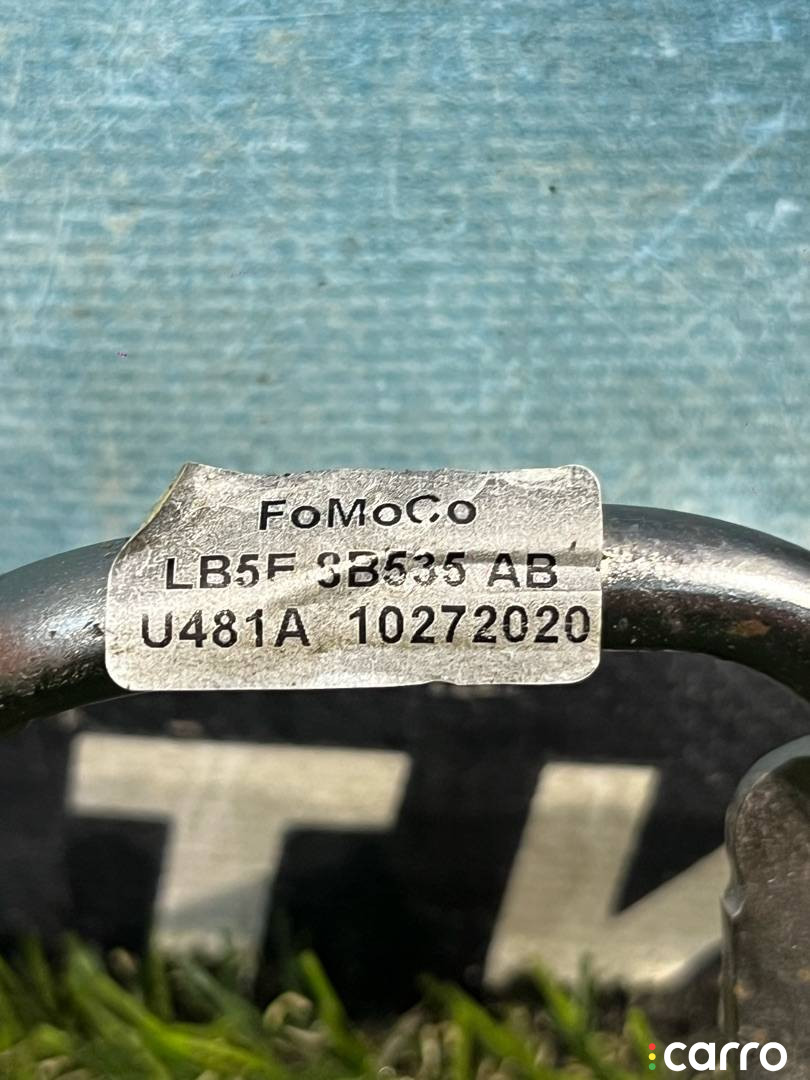 FoMoCo
LB5E 8B535 AB
U481A 10272020
carro